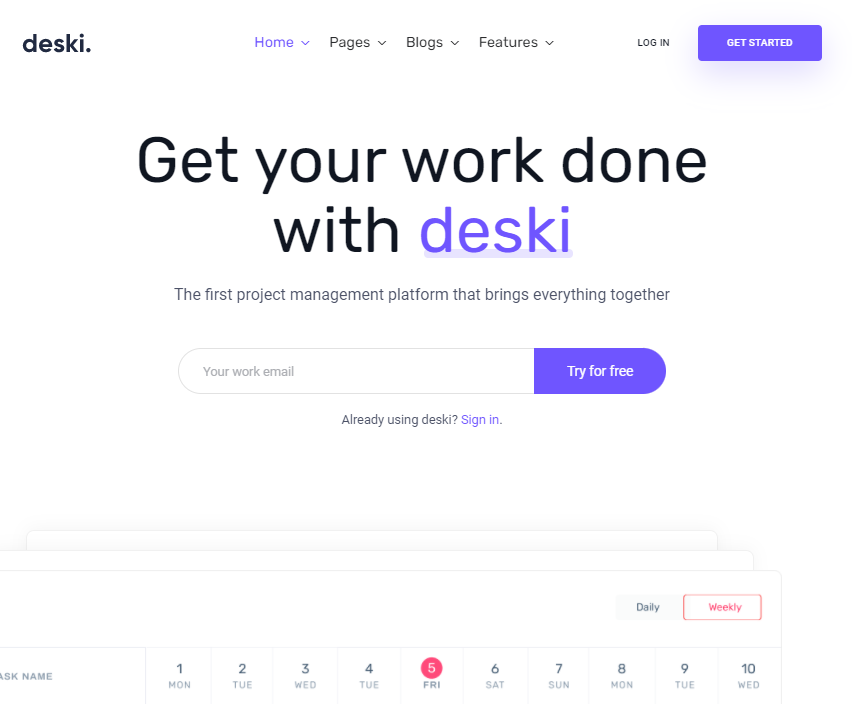 deski.
Home Pages Blogs Features LOG IN GET STARTED
Get your work done
with deski
The first project management platform that brings everything together
Your work email Try for free
Already using deski? Sign in.
Daily Weekly
ASK NAME 1 2 3 4 5 6 7 8 9 10
MON TUE WED TUE FRI SAT SUN MON TUE WED